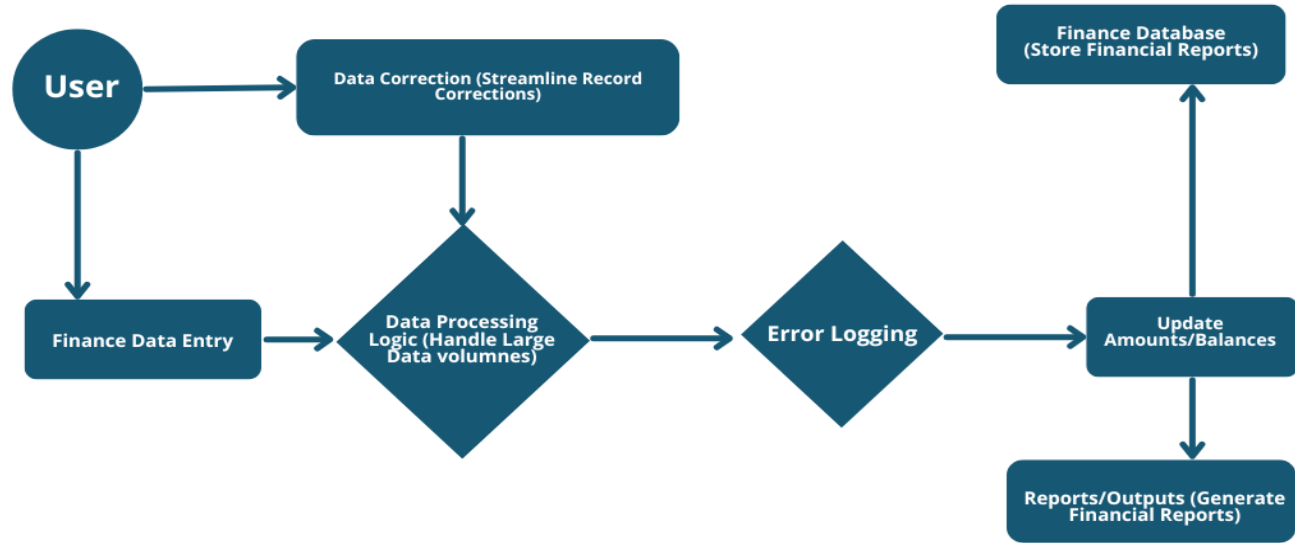 User
Data Correction (Streamline Record
Corrections)
Finance Database
(Store Financial Reports)
Finance Data Entry
Data Processing
Logic (Handle Large
Data volumnes)
Error Logging
Update
Amounts/Balances
Reports/Outputs (Generate
Financial Reports)